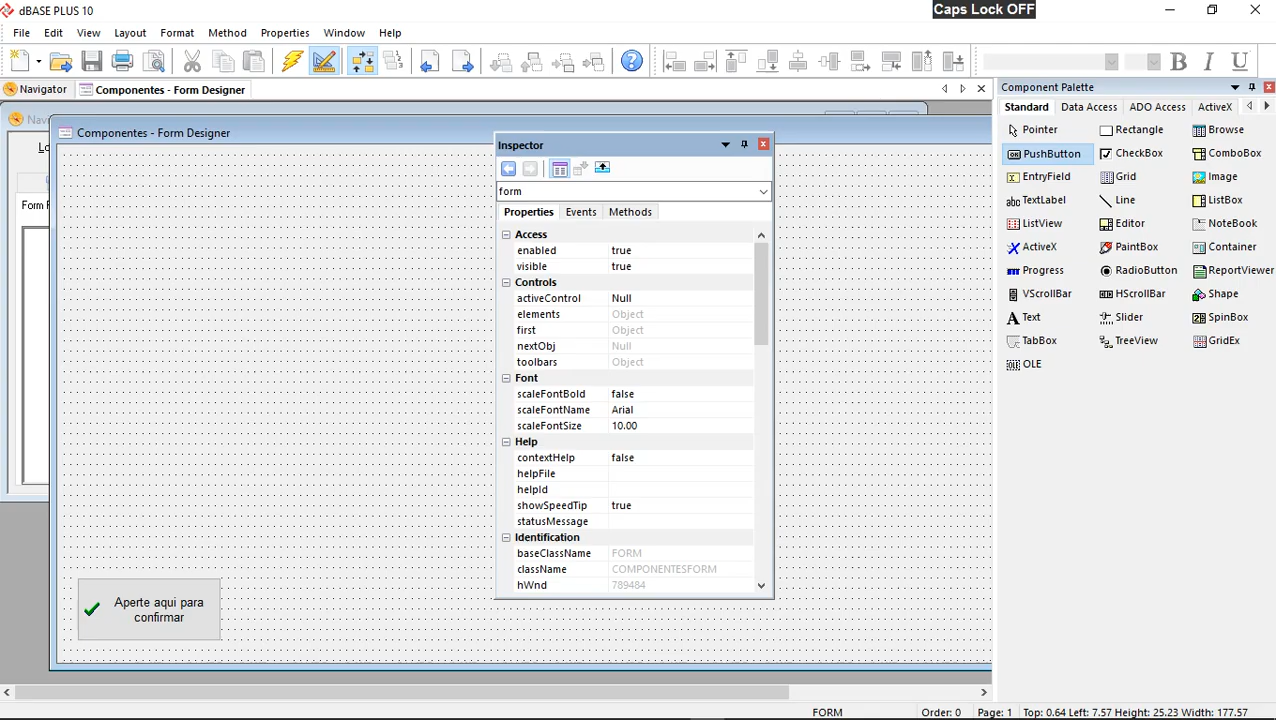 dBASE PLUS 10
Caps Lock OFF
File Edit View Layout Format Method Properties Window Help
B I U
Navigator Componentes - Form Designer
Component Palette
Standard Data Access ADO Access ActiveX
Componentes - Form Designer
Inspector
form
Properties Events Methods
Access
enabled true
visible true
Controls
activeControl Null
elements Object
first Object
nextObj Null
toolbars Object
Font
scaleFontBold false
scaleFontName Arial
scaleFontSize 10.00
Help
contextHelp false
helpFile
helpId
showSpeedTip true
statusMessage
Identification
baseClassName FORM
className COMPONENTESFORM
hWnd 789484
Aperte aqui para
confirmar
Pointer Rectangle Browse
PushButton CheckBox ComboBox
EntryField Grid Image
TextLabel Line ListBox
ListView Editor NoteBook
ActiveX PaintBox Container
Progress RadioButton ReportViewer
VScrollBar HScrollBar Shape
Text Slider SpinBox
TabBox TreeView GridEx
OLE
FORM Order: 0 Page: 1 Top: 0.64 Left: 7.57 Height: 25.23 Width: 177.57